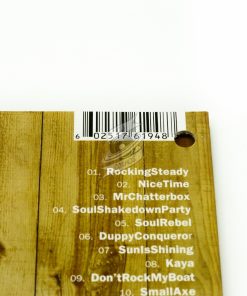 6 02517 61948
01. RockingSteady
02. NiceTime
03. MrChatterbox
04. SoulShakedownParty
05. SoulRebel
06. DuppyConqueror
07. SunIsShining
08. Kaya
09. Don'tRockMyBoat
10. SmallAxe